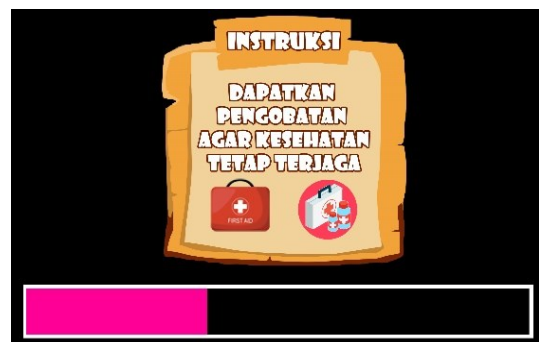 INSTRUKSI
DAPATKAN
PENGOBATAN
AGAR KESEHATAN
TETAP TERJAGA
FIRST AID